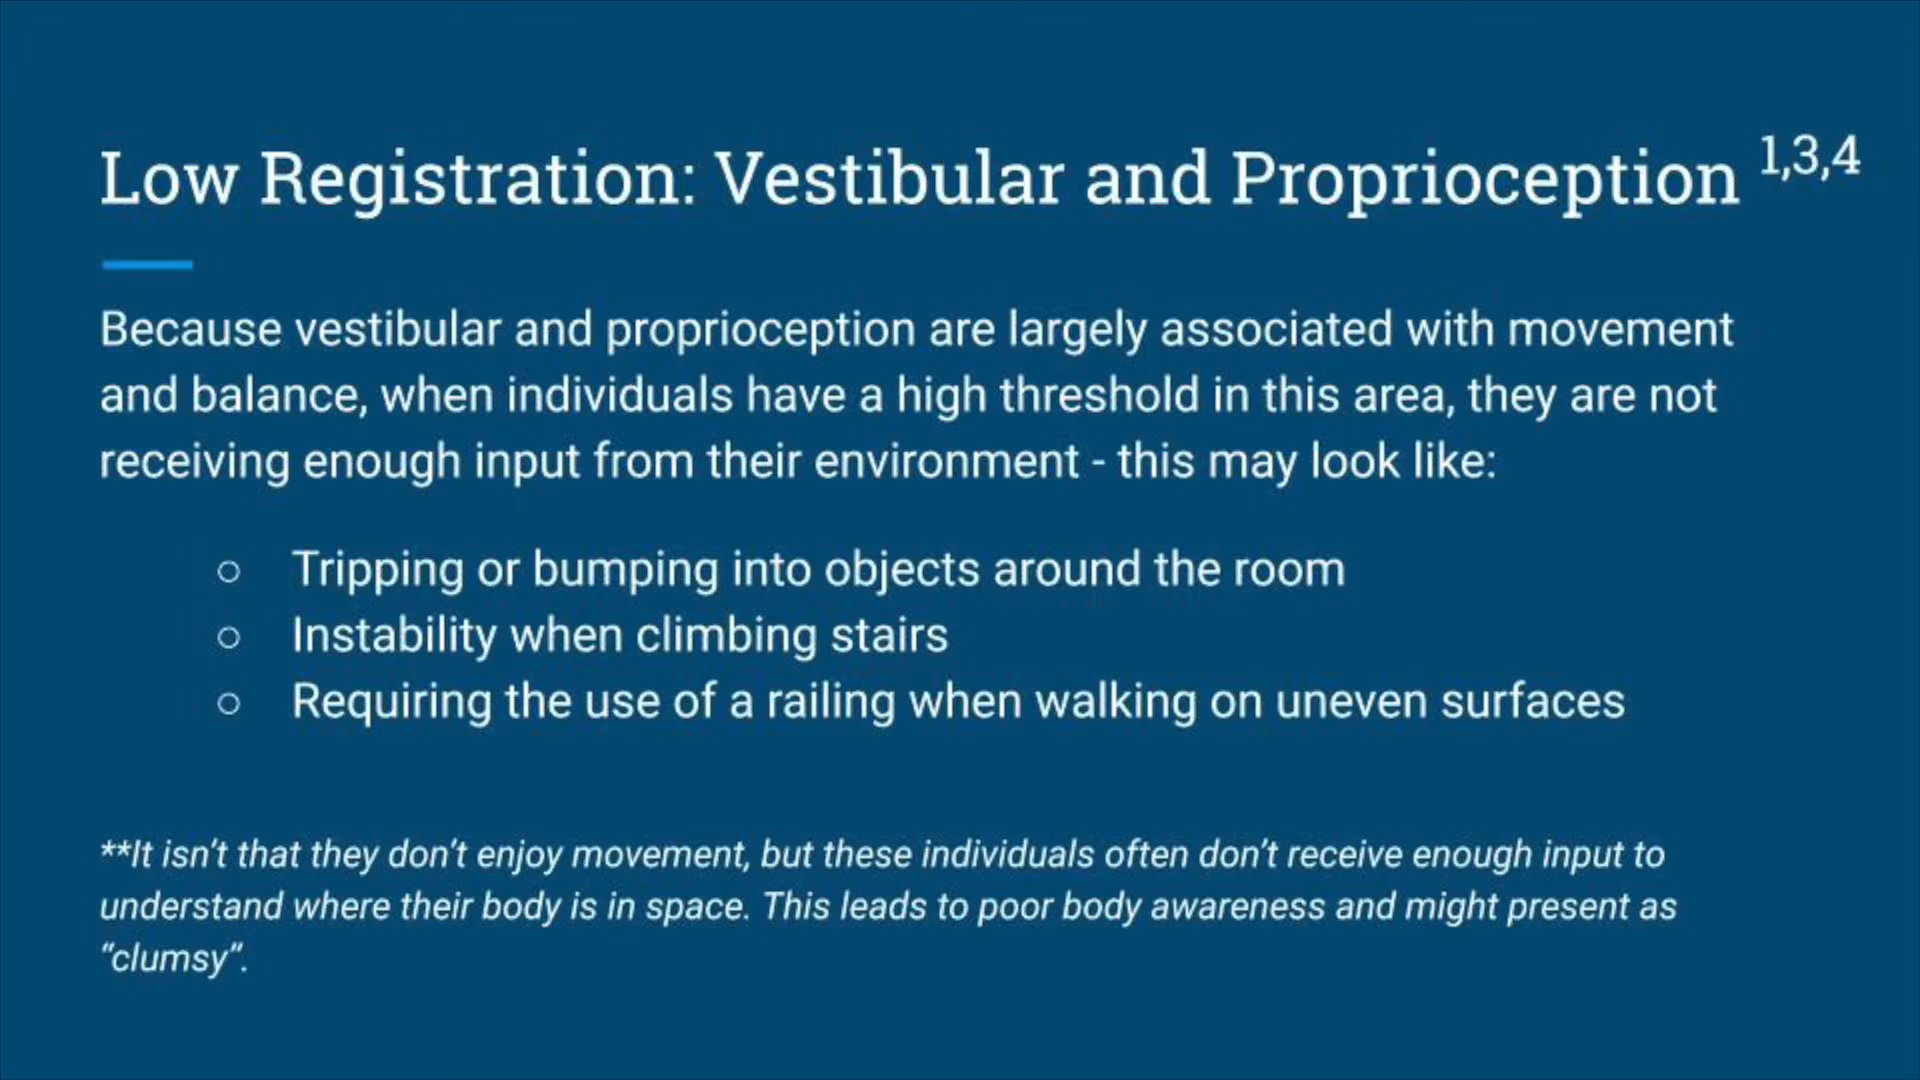 Low Registration: Vestibular and Proprioception 1,3,4
Because vestibular and proprioception are largely associated with movement
and balance, when individuals have a high threshold in this area, they are not
receiving enough input from their environment - this may look like:
○ Tripping or bumping into objects around the room
○ Instability when climbing stairs
○ Requiring the use of a railing when walking on uneven surfaces
**It isn’t that they don’t enjoy movement, but these individuals often don’t receive enough input to
understand where their body is in space. This leads to poor body awareness and might present as
“clumsy”.